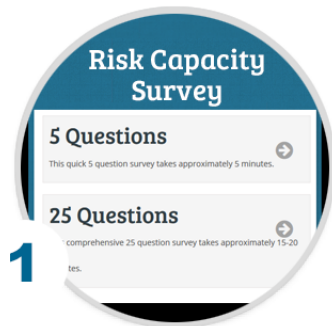 Risk Capacity
Survey
5 Questions
This quick 5 question survey takes approximately 5 minutes.
25 Questions
comprehensive 25 question survey takes approximately 15-20
1